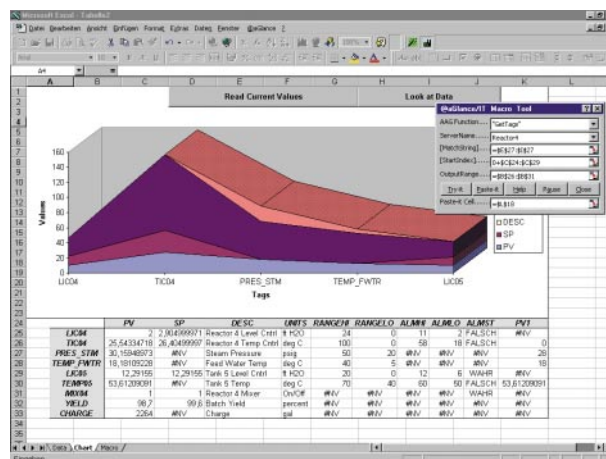 Microsoft Excel - Tabelle2
Datei Bearbeiten Ansicht Einfügen Format Extras Daten Fenster @aGlance ?
A4
A B C D E F G H I J K L
Read Current Values
Look at Data
@aGlance/IT Macro Tool
AAG Function.... "GetTags"
ServerName.... Reactor4
[MatchString].... =$E$27:$E$27
[StartIndex].... 0+$C$24:$C$29
OutputRange.... =$B$26:$B$31
Try-it Paste-it Help Pause Close
Paste-it Cell.... =$L$18
160
140
120
100
80
60
40
20
0
Values
LIC04 TIC04 PRES_STM TEMP_FWTR LIC05
Tags
DESC
SP
PV
PV SP DESC UNITS RANGEHI RANGELO ALMHI ALMLO ALMST PV1
LIC04 2 2,904999971 Reactor 4 Level Cntrl ft H2O 24 0 11 2 FALSCH #NV
TIC04 25,54334718 26,40499997 Reactor 4 Temp Cntrl deg C 100 0 58 18 FALSCH 0
PRES_STM 30,15948973 #NV Steam Pressure psig 50 20 #NV #NV #NV 28
TEMP_FWTR 18,18109228 #NV Feed Water Temp deg C 40 5 #NV #NV #NV 18
LIC05 12,29155 12,29155 Tank 5 Level Cntrl ft H2O 20 0 12 6 WAHR #NV
TEMP05 53,61209091 #NV Tank 5 Temp deg C 70 40 60 50 FALSCH 53,61209091
MIX04 1 1 Reactor 4 Mixer On/Off #NV #NV #NV #NV WAHR #NV
YIELD 98,7 99,6 Batch Yield percent #NV #NV #NV #NV #NV #NV
CHARGE 2264 #NV Charge gal #NV #NV #NV #NV #NV #NV
Data Chart Macro